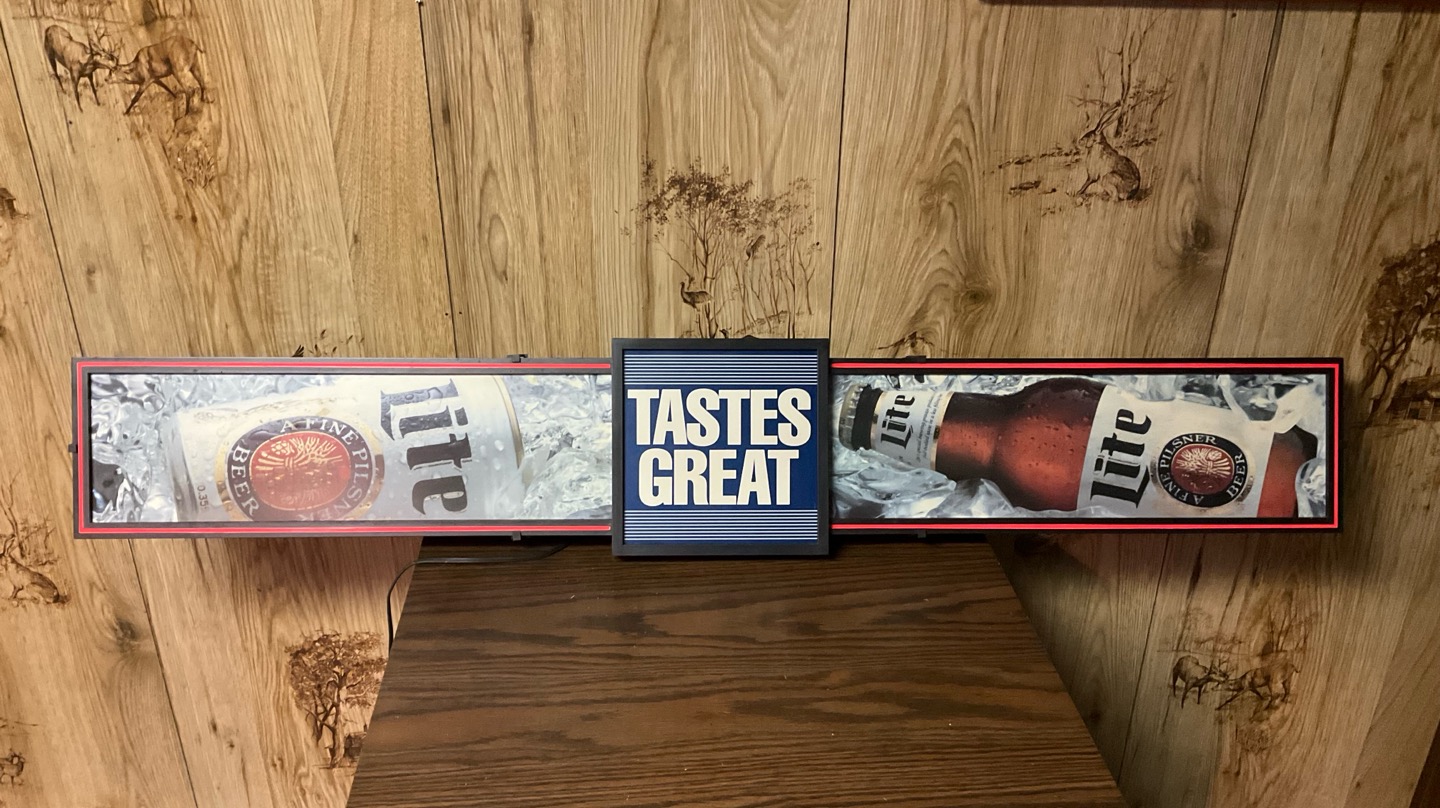 Lite
A FINE PILSNER
BEER
TASTES
GREAT
Lite
Lite
A FINE PILSNER
BEER